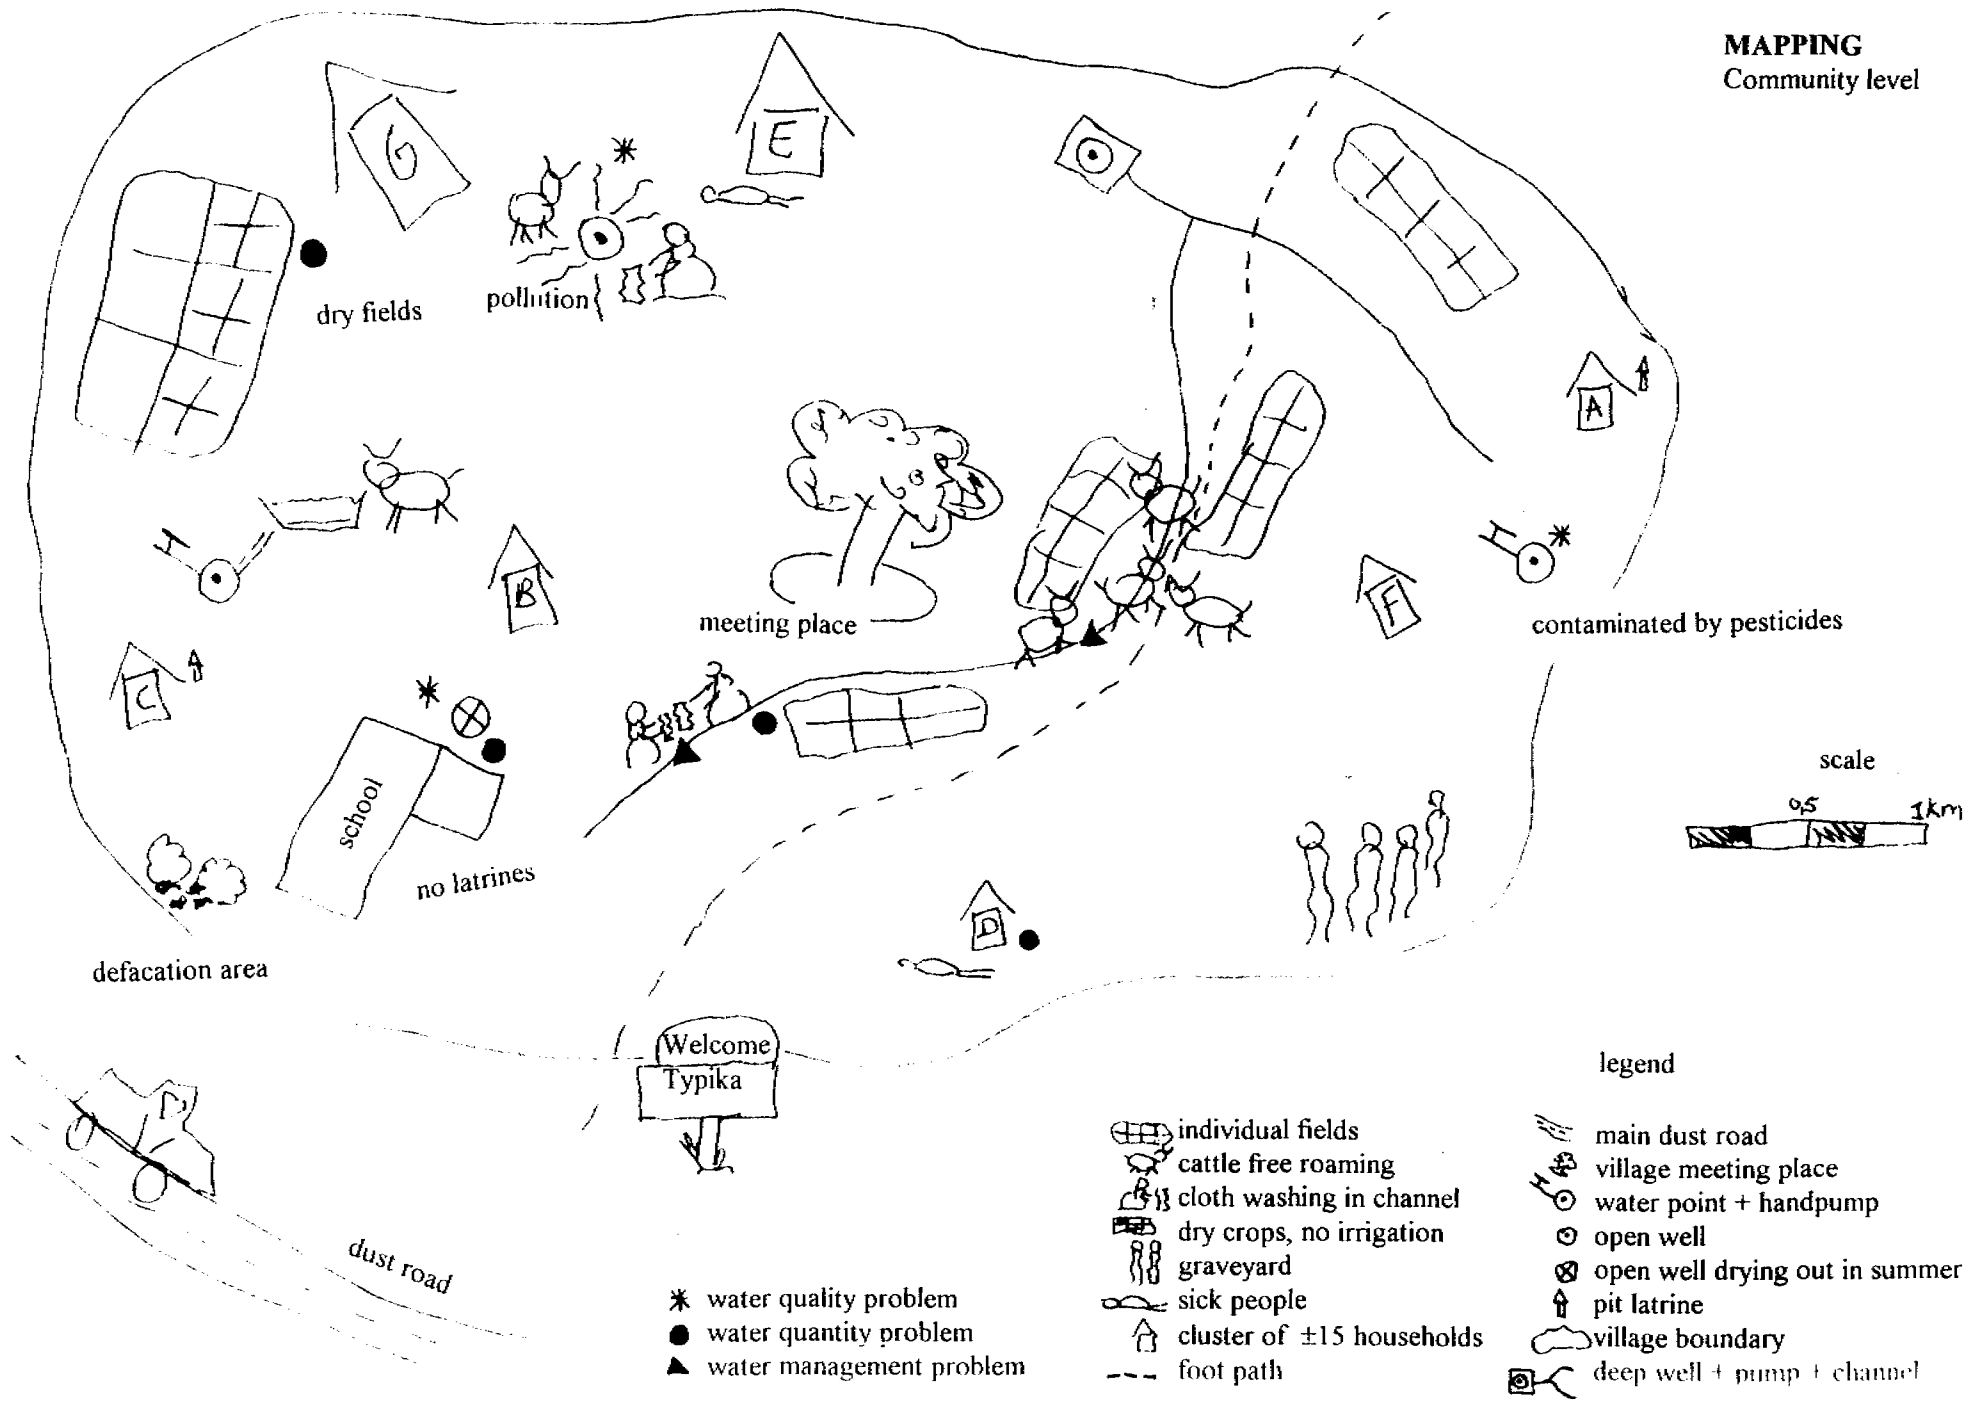 MAPPING
Community level
G
E
pollution
dry fields
A
B
meeting place
F
contaminated by pesticides
C
school
no latrines
scale
0,5
1km
D
defacation area
Welcome
Typika
dust road
legend
individual fields
cattle free roaming
cloth washing in channel
dry crops, no irrigation
graveyard
sick people
cluster of ±15 households
foot path
main dust road
village meeting place
water point + handpump
open well
open well drying out in summer
pit latrine
village boundary
deep well + pump + channel
water quality problem
water quantity problem
water management problem